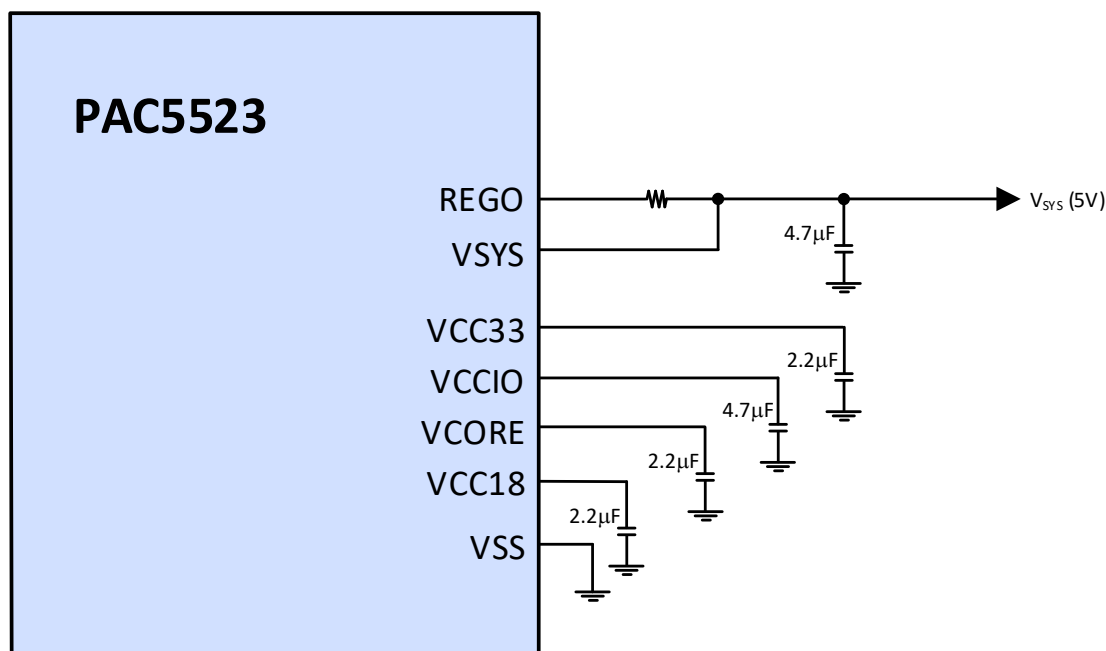 PAC5523
REGO
V_SYS (5V)
VSYS
4.7μF
VCC33
2.2μF
VCCIO
4.7μF
VCORE
2.2μF
VCC18
2.2μF
VSS